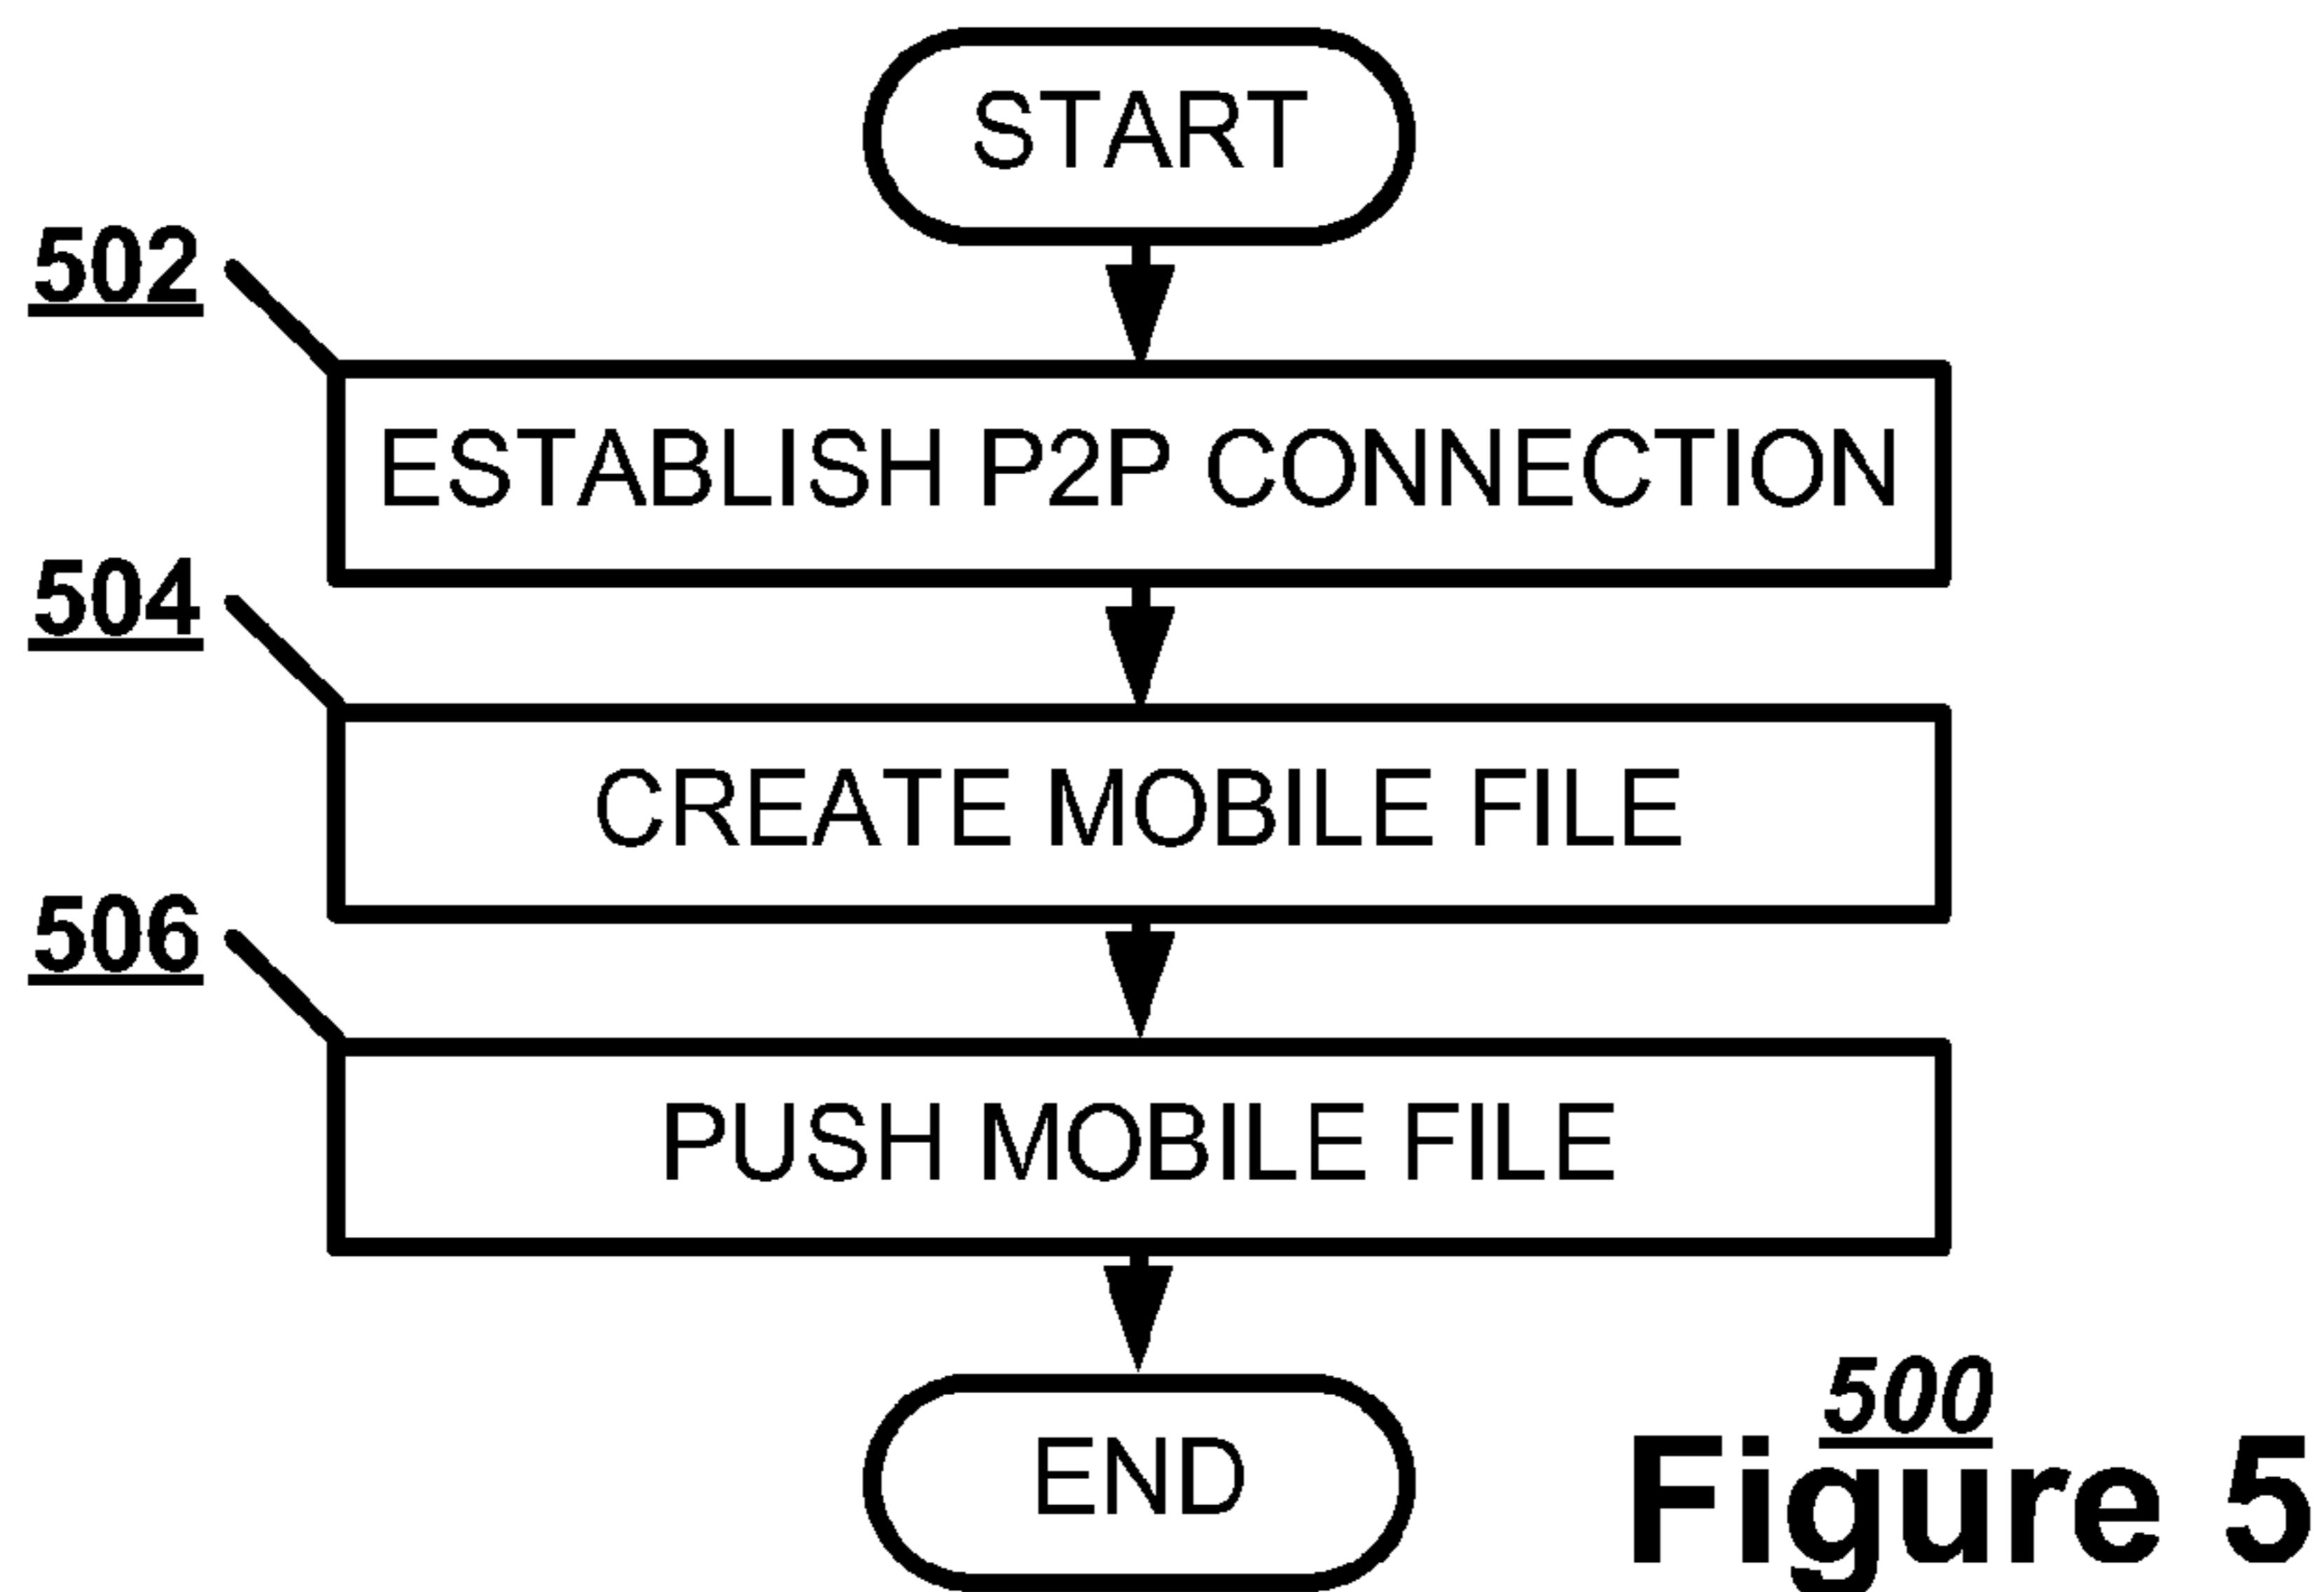 START
502
ESTABLISH P2P CONNECTION
504
CREATE MOBILE FILE
506
PUSH MOBILE FILE
END
500
Figure 5